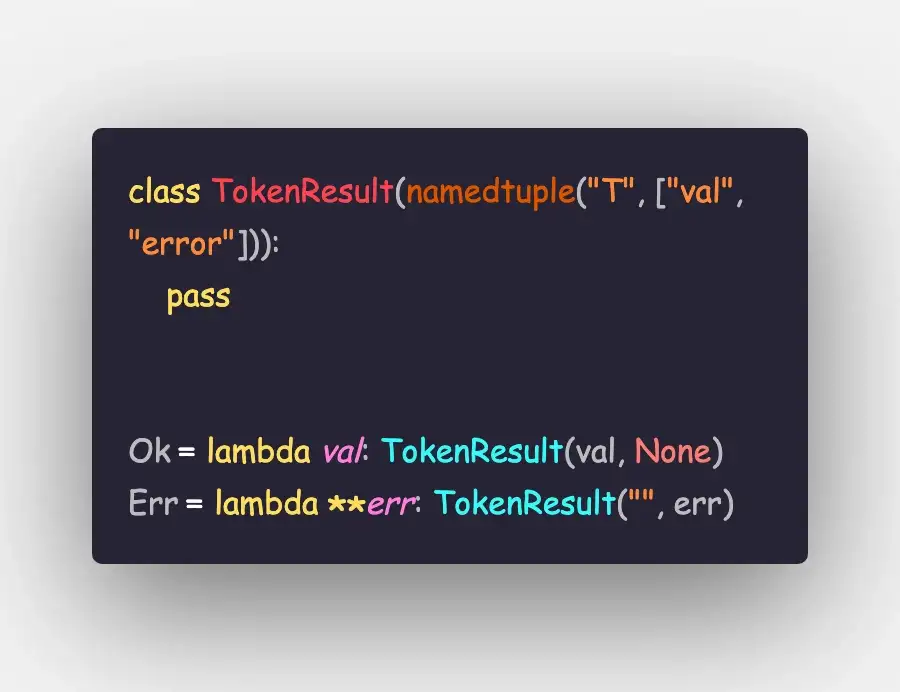 class TokenResult(namedtuple("T", ["val",
"error"])):
    pass
Ok = lambda val: TokenResult(val, None)
Err = lambda **err: TokenResult("", err)